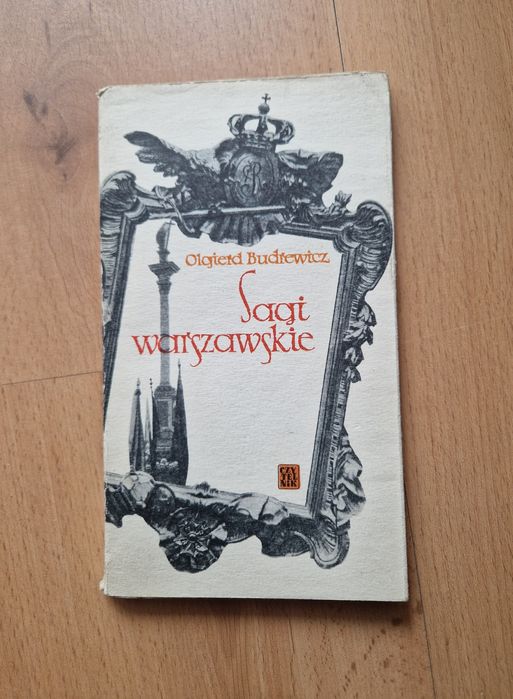 Olgierd Budrewicz
Sagi
warszawskie
CZY
TEL
NIK